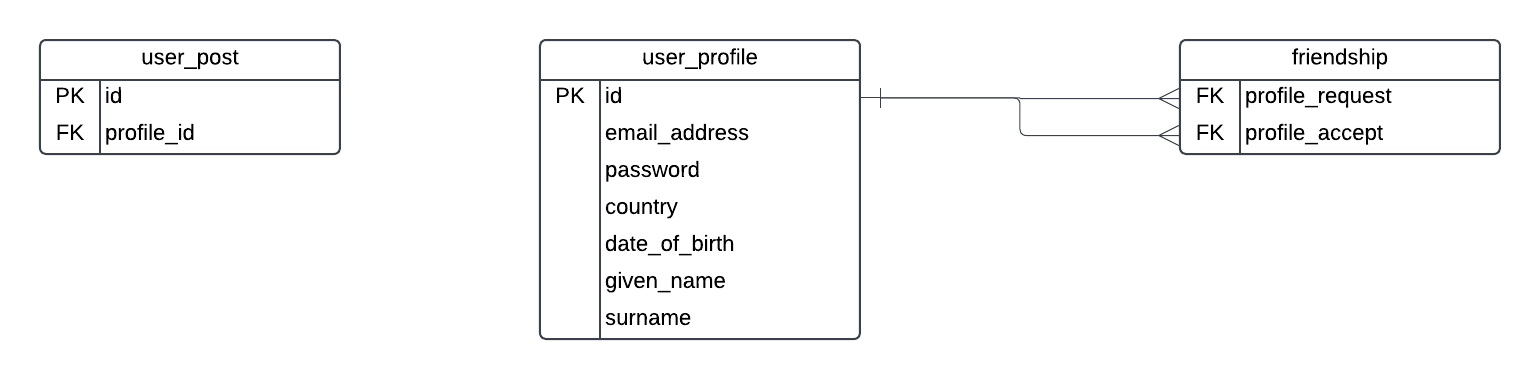 user_post
PK id
FK profile_id
user_profile
PK id
email_address
password
country
date_of_birth
given_name
surname
friendship
FK profile_request
FK profile_accept